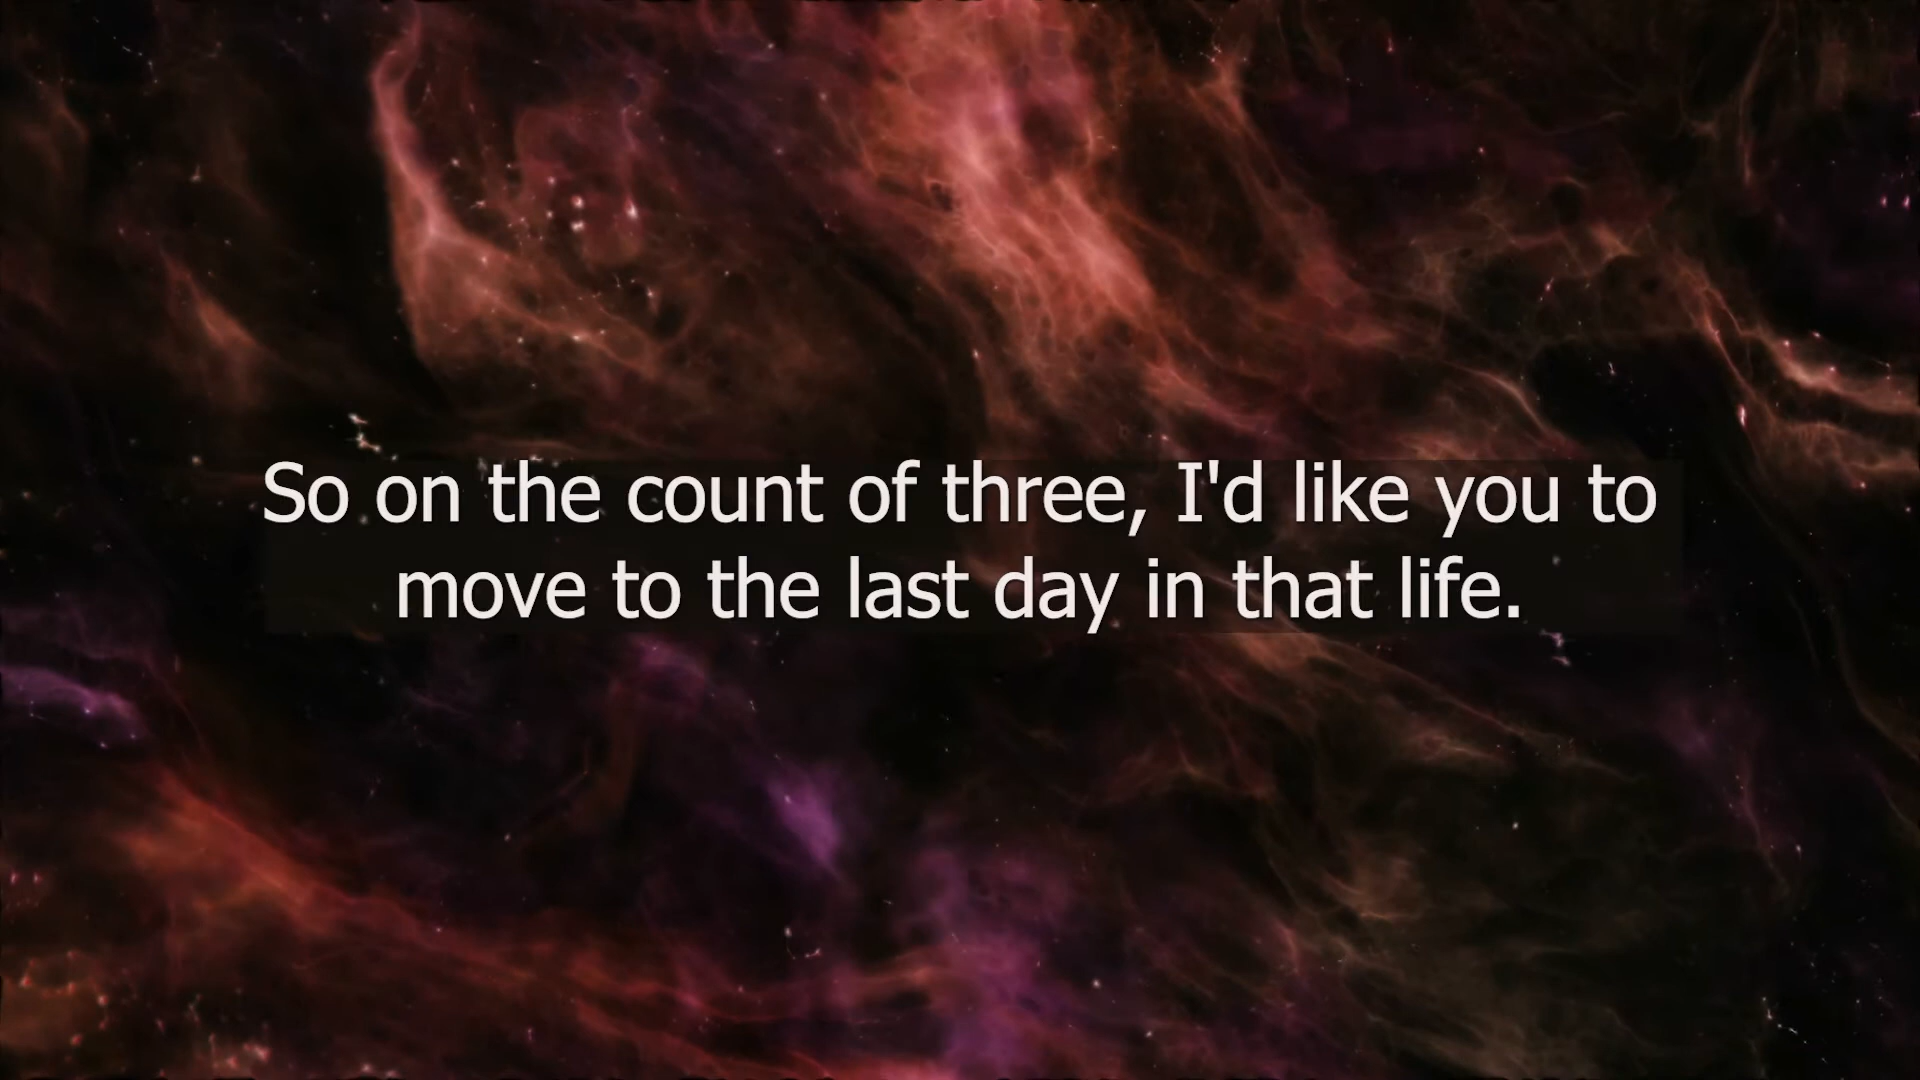 So on the count of three, I'd like you to
move to the last day in that life.